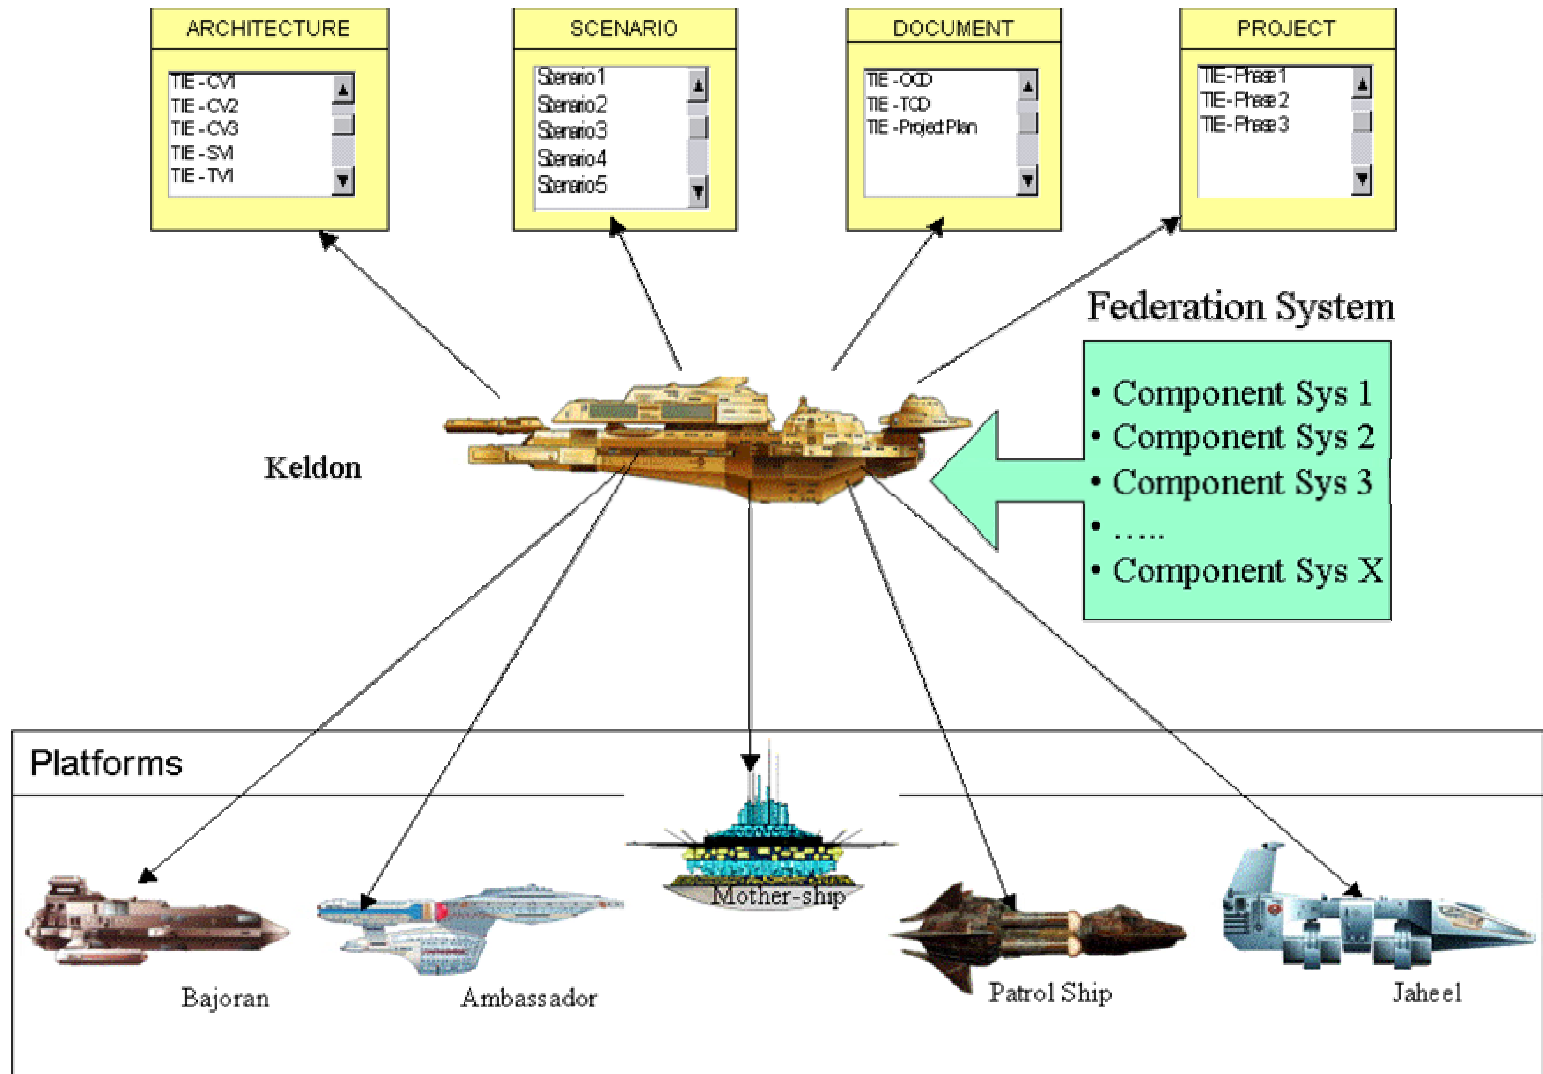 ARCHITECTURE
TIE - CV1
TIE - CV2
TIE - CV3
TIE - SV1
TIE - TV1
SCENARIO
Scenario 1
Scenario 2
Scenario 3
Scenario 4
Scenario 5
DOCUMENT
TIE - OCD
TIE - TCD
TIE - Project Plan
PROJECT
TIE - Phase 1
TIE - Phase 2
TIE - Phase 3
Federation System
• Component Sys 1
• Component Sys 2
• Component Sys 3
• .....
• Component Sys X
Keldon
Platforms
Bajoran
Ambassador
Mother-ship
Patrol Ship
Jaheel